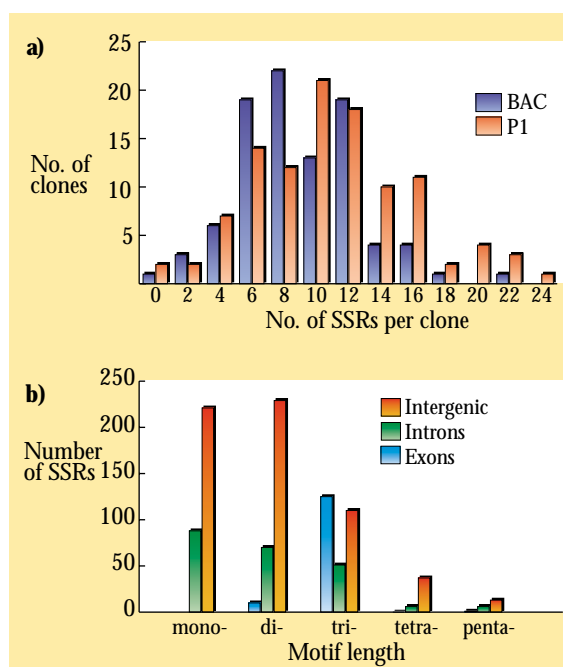 a)
25
20
15
10
5
No. of
clones
BAC
P1
0 2 4 6 8 10 12 14 16 18 20 22 24
No. of SSRs per clone
b)
250
200
150
100
50
0
Number
of SSRs
Intergenic
Introns
Exons
mono- di- tri- tetra- penta-
Motif length